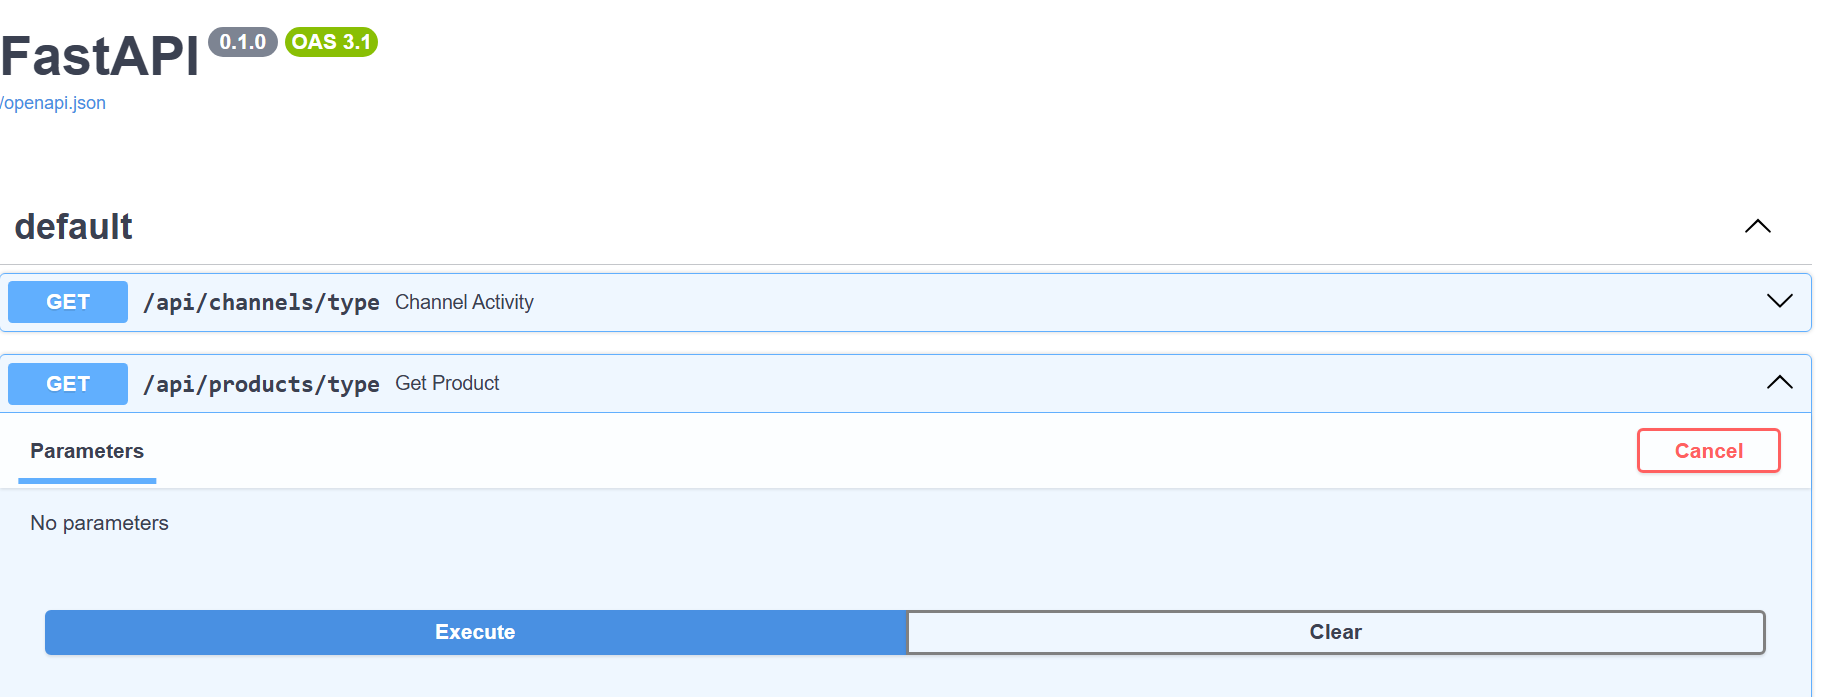 FastAPI 0.1.0 OAS 3.1
/openapi.json
default
GET /api/channels/type Channel Activity
GET /api/products/type Get Product
Parameters Cancel
No parameters
Execute Clear